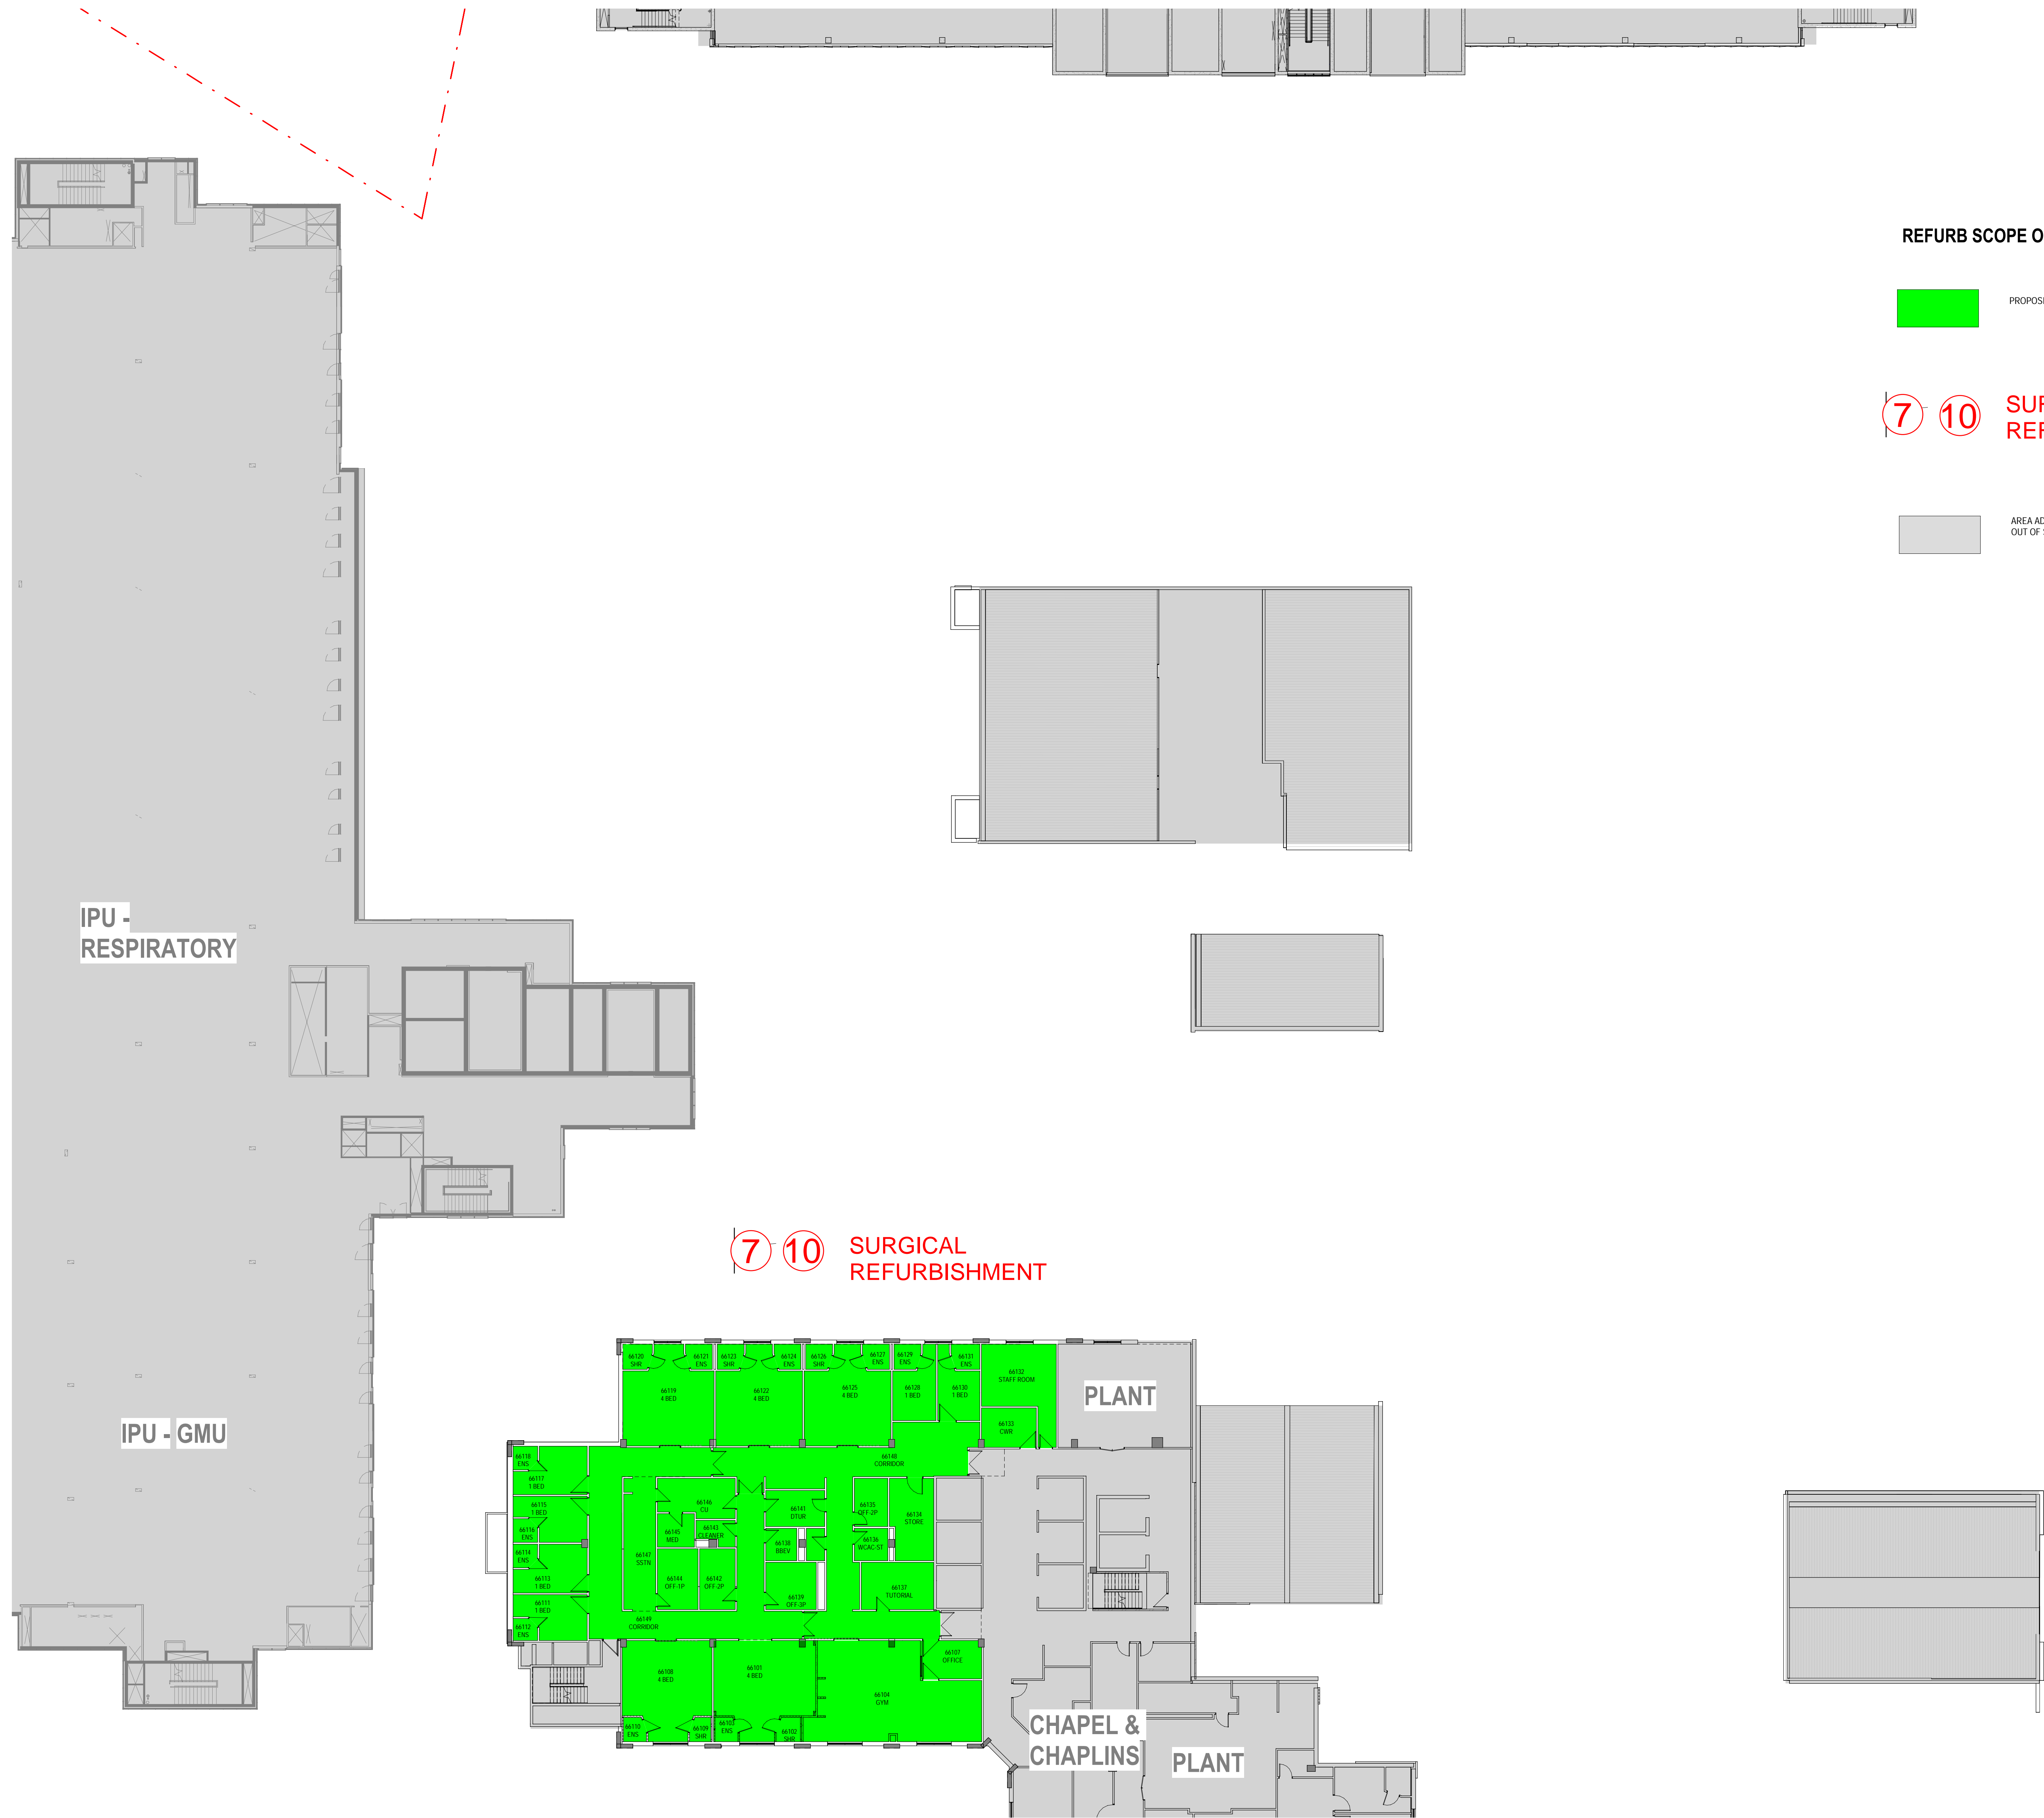 REFURB SCOPE O
PROPOS
7 10 SUR
REF
AREA AD
OUT OF
IPU -
RESPIRATORY
IPU - GMU
7 10 SURGICAL
REFURBISHMENT
66120
SHR
66121
ENS
66123
SHR
66124
ENS
66126
SHR
66127
ENS
66129
ENS
66131
ENS
66132
STAFF ROOM
66119
4 BED
66122
4 BED
66125
4 BED
66128
1 BED
66130
1 BED
PLANT
66133
CWR
66118
ENS
66117
1 BED
66148
CORRIDOR
66115
1 BED
66116
ENS
66146
CU
66141
DTUR
66135
OFF-2P
66134
STORE
66145
MED
66143
CLEANER
66138
BBEV
66136
WCAC-ST
66114
ENS
66113
1 BED
66147
SSTN
66144
OFF-1P
66142
OFF-2P
66139
OFF-3P
66137
TUTORIAL
66111
1 BED
66112
ENS
66149
CORRIDOR
66107
OFFICE
66108
4 BED
66101
4 BED
66104
GYM
66110
ENS
66109
SHR
66103
ENS
66102
SHR
CHAPEL &
CHAPLINS
PLANT